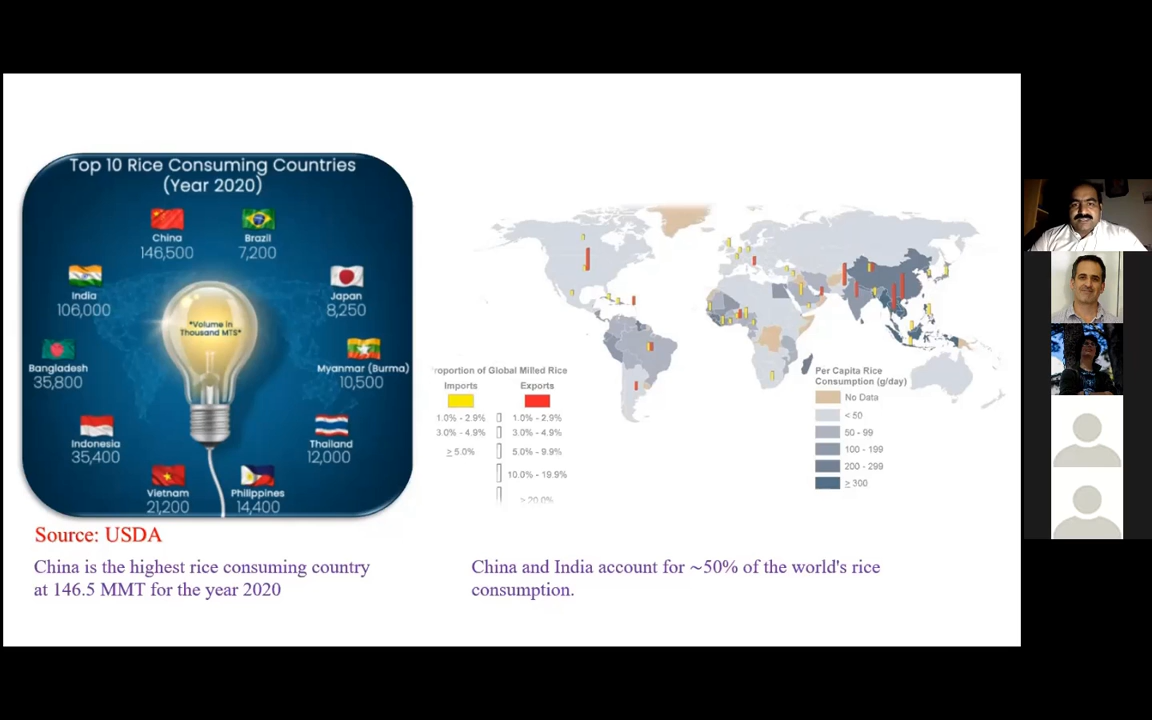 Top 10 Rice Consuming Countries
(Year 2020)
China
146,500
Brazil
7,200
India
106,000
Japan
8,250
*Volume in
Thousand MTS*
Bangladesh
35,800
Myanmar (Burma)
10,500
Indonesia
35,400
Thailand
12,000
Vietnam
21,200
Philippines
14,400
Source: USDA
China is the highest rice consuming country
at 146.5 MMT for the year 2020
roportion of Global Milled Rice
Imports
Exports
1.0% - 2.9%
1.0% - 2.9%
3.0% - 4.9%
3.0% - 4.9%
≥ 5.0%
5.0% - 9.9%
10.0% - 19.9%
≥ 20.0%
Per Capita Rice
Consumption (g/day)
No Data
< 50
50 - 99
100 - 199
200 - 299
≥ 300
China and India account for ~50% of the world's rice
consumption.